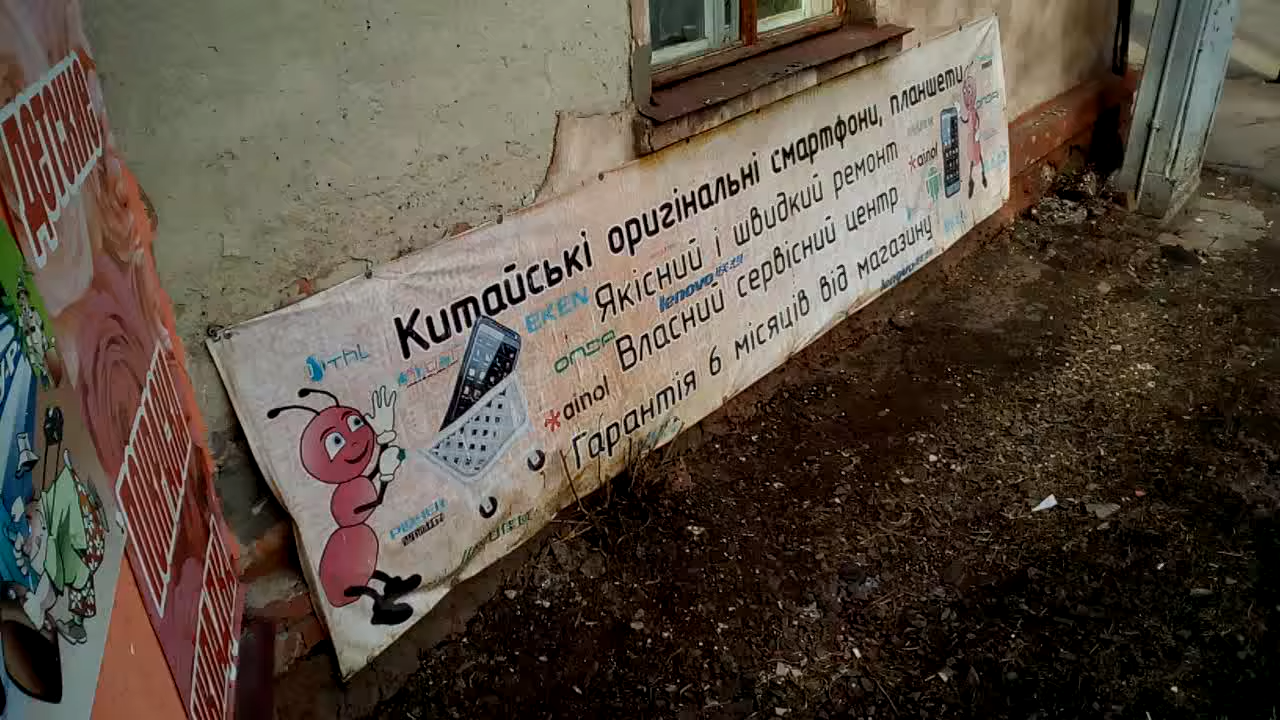 Детские
Китайські оригінальні смартфони, планшети
Якісний і швидкий ремонт
Власний сервісний центр
Гарантія 6 місяців від магазину
EKEN
lenovo
onda
*ainol
*ainol